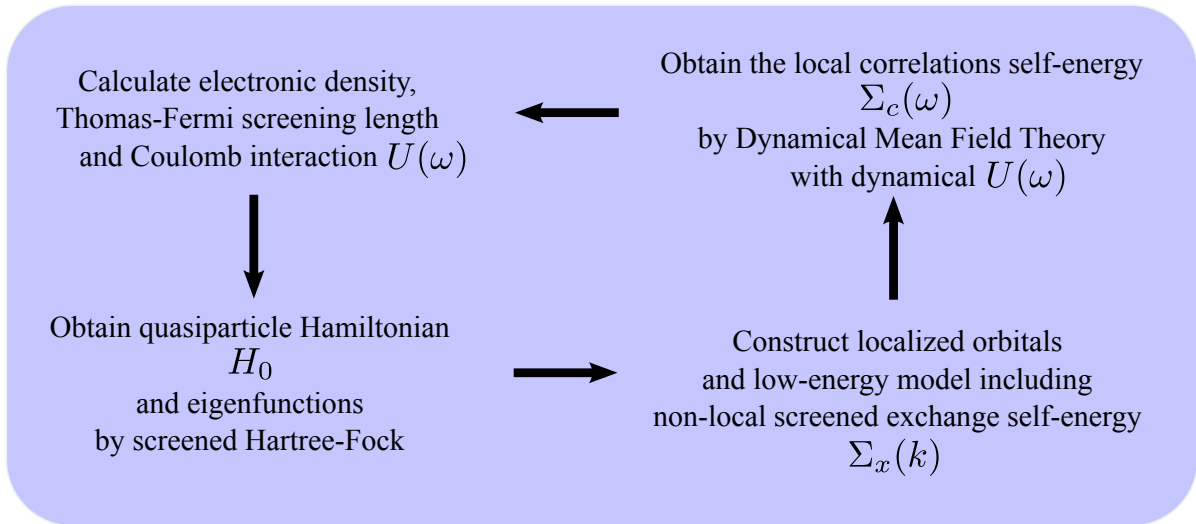 Calculate electronic density,
Thomas-Fermi screening length
and Coulomb interaction U(ω)
Obtain quasiparticle Hamiltonian
H₀
and eigenfunctions
by screened Hartree-Fock
Construct localized orbitals
and low-energy model including
non-local screened exchange self-energy
Σₓ(k)
Obtain the local correlations self-energy
Σ_c(ω)
by Dynamical Mean Field Theory
with dynamical U(ω)